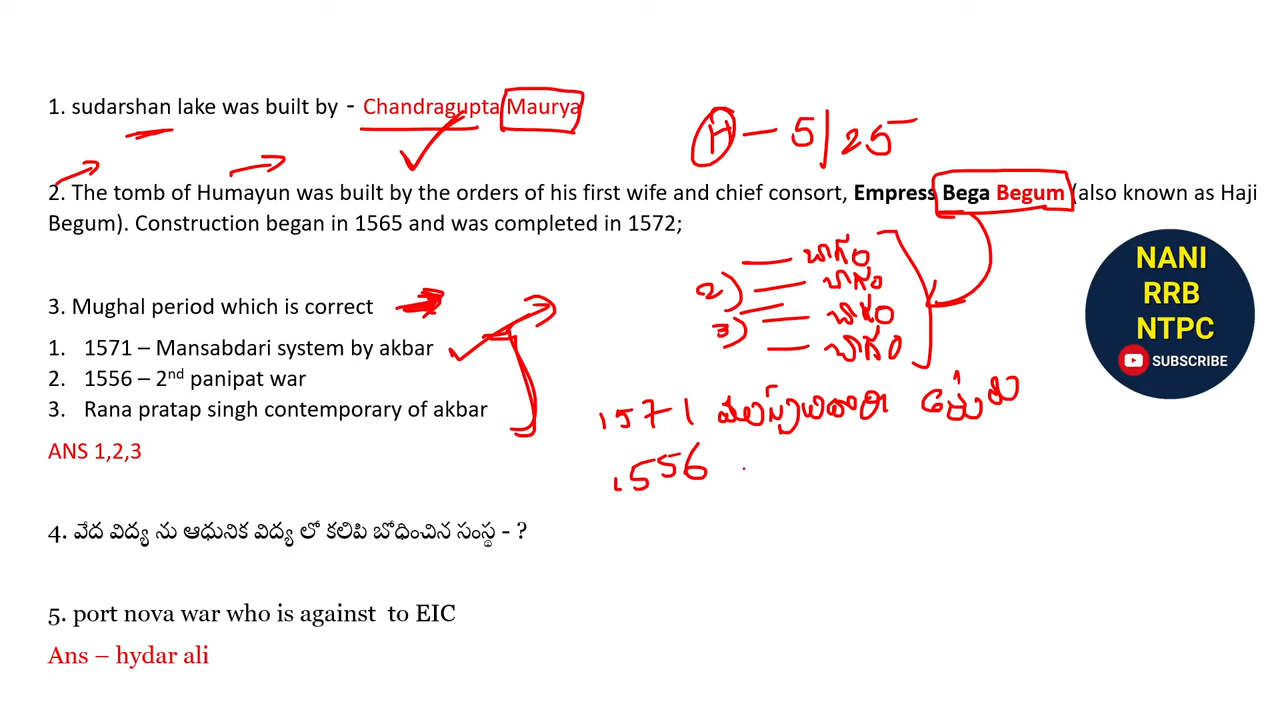 1. sudarshan lake was built by - Chandragupta Maurya
H - 5/25
2. The tomb of Humayun was built by the orders of his first wife and chief consort, Empress Bega Begum (also known as Haji
Begum). Construction began in 1565 and was completed in 1572;
NANI
RRB
NTPC
SUBSCRIBE
2)
3)
3. Mughal period which is correct
1. 1571 – Mansabdari system by akbar
2. 1556 – 2nd panipat war
3. Rana pratap singh contemporary of akbar
ANS 1,2,3
1571
1556
4. వేద విద్య ను ఆధునిక విద్య లో కలిపి బోధించిన సంస్థ - ?
5. port nova war who is against to EIC
Ans – hydar ali